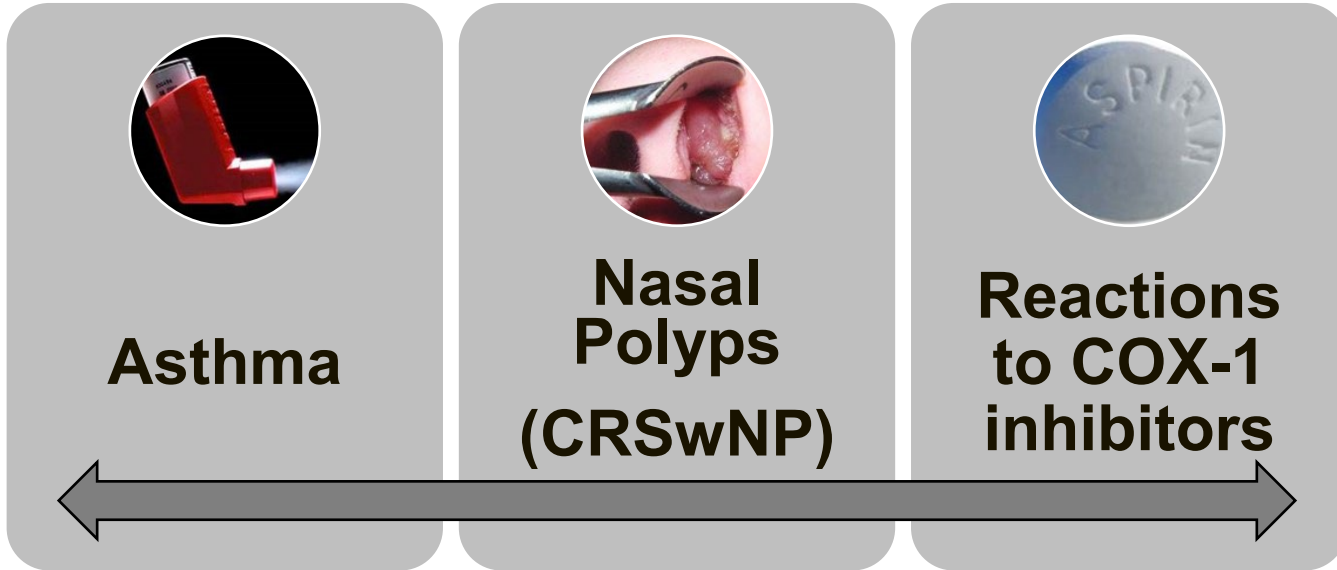 Asthma
Nasal
Polyps
(CRSwNP)
ASPIRIN
Reactions
to COX-1
inhibitors